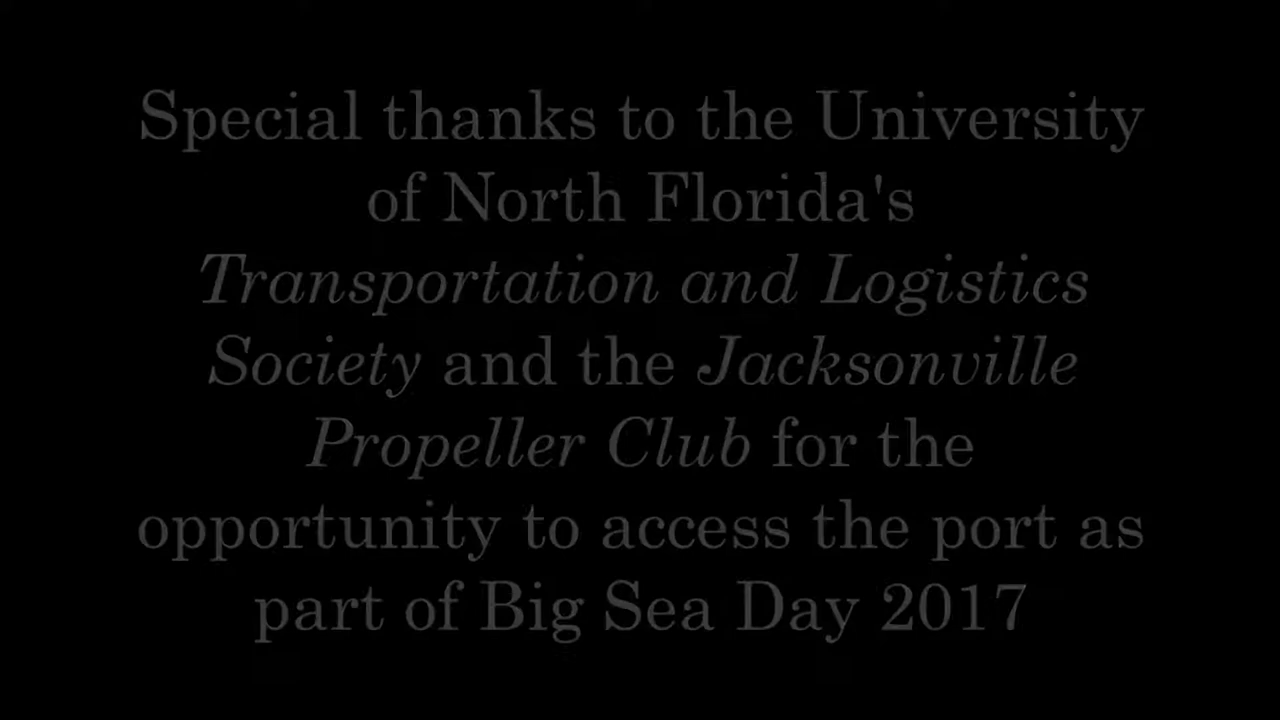 Special thanks to the University
of North Florida's
Transportation and Logistics
Society and the Jacksonville
Propeller Club for the
opportunity to access the port as
part of Big Sea Day 2017